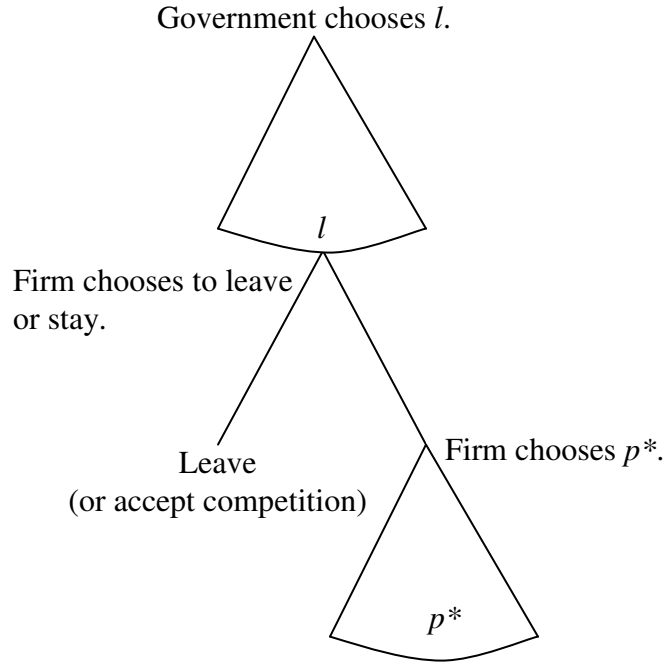 Government chooses l.
l
Firm chooses to leave
or stay.
Leave
(or accept competition)
Firm chooses p*.
p*